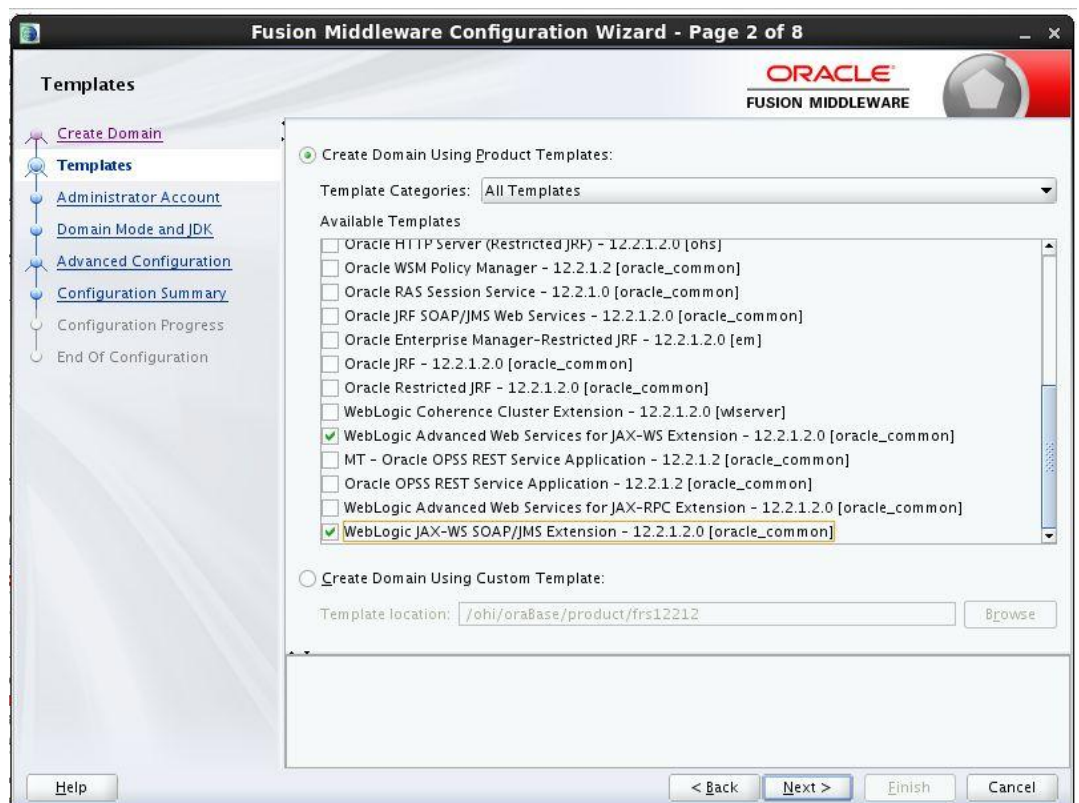 Fusion Middleware Configuration Wizard - Page 2 of 8
Templates
ORACLE
FUSION MIDDLEWARE
Create Domain
Templates
Administrator Account
Domain Mode and JDK
Advanced Configuration
Configuration Summary
Configuration Progress
End Of Configuration
Create Domain Using Product Templates:
Template Categories: All Templates
Available Templates
Oracle HTTP Server (Restricted JRF) - 12.2.1.2.0 [ohs]
Oracle WSM Policy Manager - 12.2.1.2 [oracle_common]
Oracle RAS Session Service - 12.2.1.0 [oracle_common]
Oracle JRF SOAP/JMS Web Services - 12.2.1.2.0 [oracle_common]
Oracle Enterprise Manager-Restricted JRF - 12.2.1.2.0 [em]
Oracle JRF - 12.2.1.2.0 [oracle_common]
Oracle Restricted JRF - 12.2.1.2.0 [oracle_common]
WebLogic Coherence Cluster Extension - 12.2.1.2.0 [wlserver]
WebLogic Advanced Web Services for JAX-WS Extension - 12.2.1.2.0 [oracle_common]
MT - Oracle OPSS REST Service Application - 12.2.1.2 [oracle_common]
Oracle OPSS REST Service Application - 12.2.1.2 [oracle_common]
WebLogic Advanced Web Services for JAX-RPC Extension - 12.2.1.2.0 [oracle_common]
WebLogic JAX-WS SOAP/JMS Extension - 12.2.1.2.0 [oracle_common]
Create Domain Using Custom Template:
Template location: /ohi/oraBase/product/frs12212 Browse
Help < Back Next > Finish Cancel